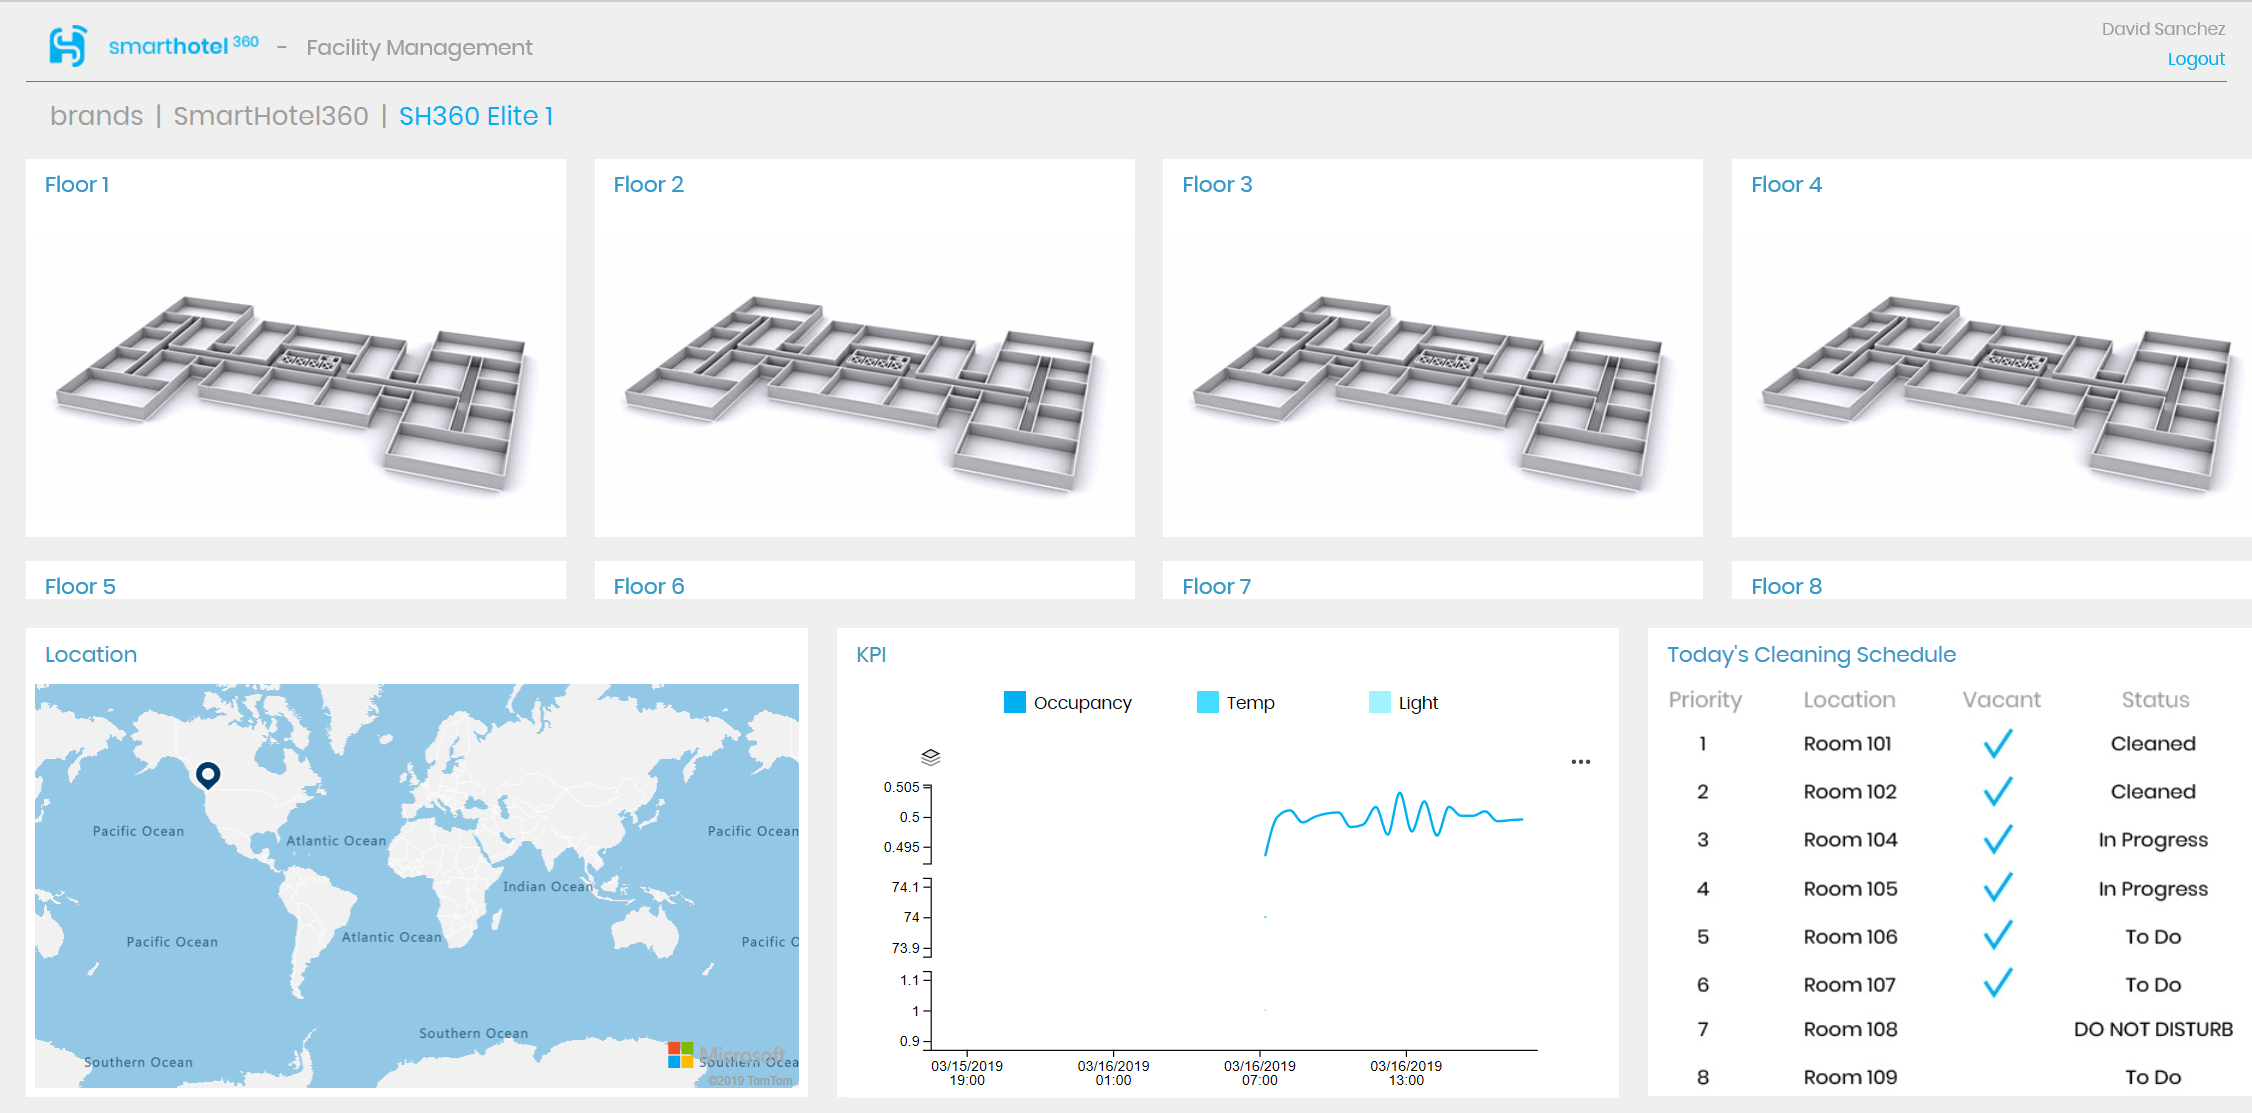 smarthotel 360 - Facility Management
David Sanchez
Logout
brands | SmartHotel360 | SH360 Elite 1
Floor 1
Floor 2
Floor 3
Floor 4
Floor 5
Floor 6
Floor 7
Floor 8
Location
Pacific Ocean
Atlantic Ocean
Pacific Ocean
Indian Ocean
Pacific Ocean
Atlantic Ocean
Pacific O
Southern Ocean
Southern Ocean
Microsoft
Southern Ocea
©2019 TomTom
KPI
Occupancy Temp Light
0.505
0.5
0.495
74.1
74
73.9
1.1
1
0.9
03/15/2019 03/16/2019 03/16/2019 03/16/2019
19:00 01:00 07:00 13:00
Today's Cleaning Schedule
Priority Location Vacant Status
1 Room 101 Cleaned
2 Room 102 Cleaned
3 Room 104 In Progress
4 Room 105 In Progress
5 Room 106 To Do
6 Room 107 To Do
7 Room 108 DO NOT DISTURB
8 Room 109 To Do